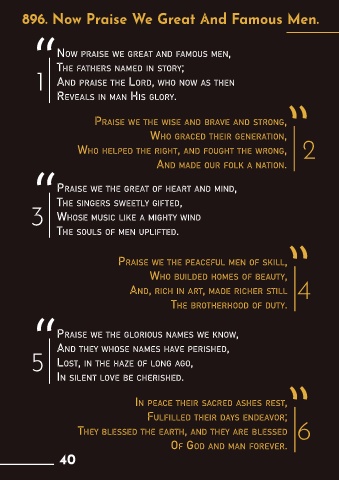 896. Now Praise We Great And Famous Men.
“
1
Now praise we great and famous men,
The fathers named in story;
And praise the Lord, who now as then
Reveals in man His glory.
“
2
Praise we the wise and brave and strong,
Who graced their generation,
Who helped the right, and fought the wrong,
And made our folk a nation.
“
3
Praise we the great of heart and mind,
The singers sweetly gifted,
Whose music like a mighty wind
The souls of men uplifted.
“
4
Praise we the peaceful men of skill,
Who builded homes of beauty,
And, rich in art, made richer still
The brotherhood of duty.
“
5
Praise we the glorious names we know,
And they whose names have perished,
Lost, in the haze of long ago,
In silent love be cherished.
“
6
In peace their sacred ashes rest,
Fulfilled their days endeavor;
They blessed the earth, and they are blessed
Of God and man forever.
40